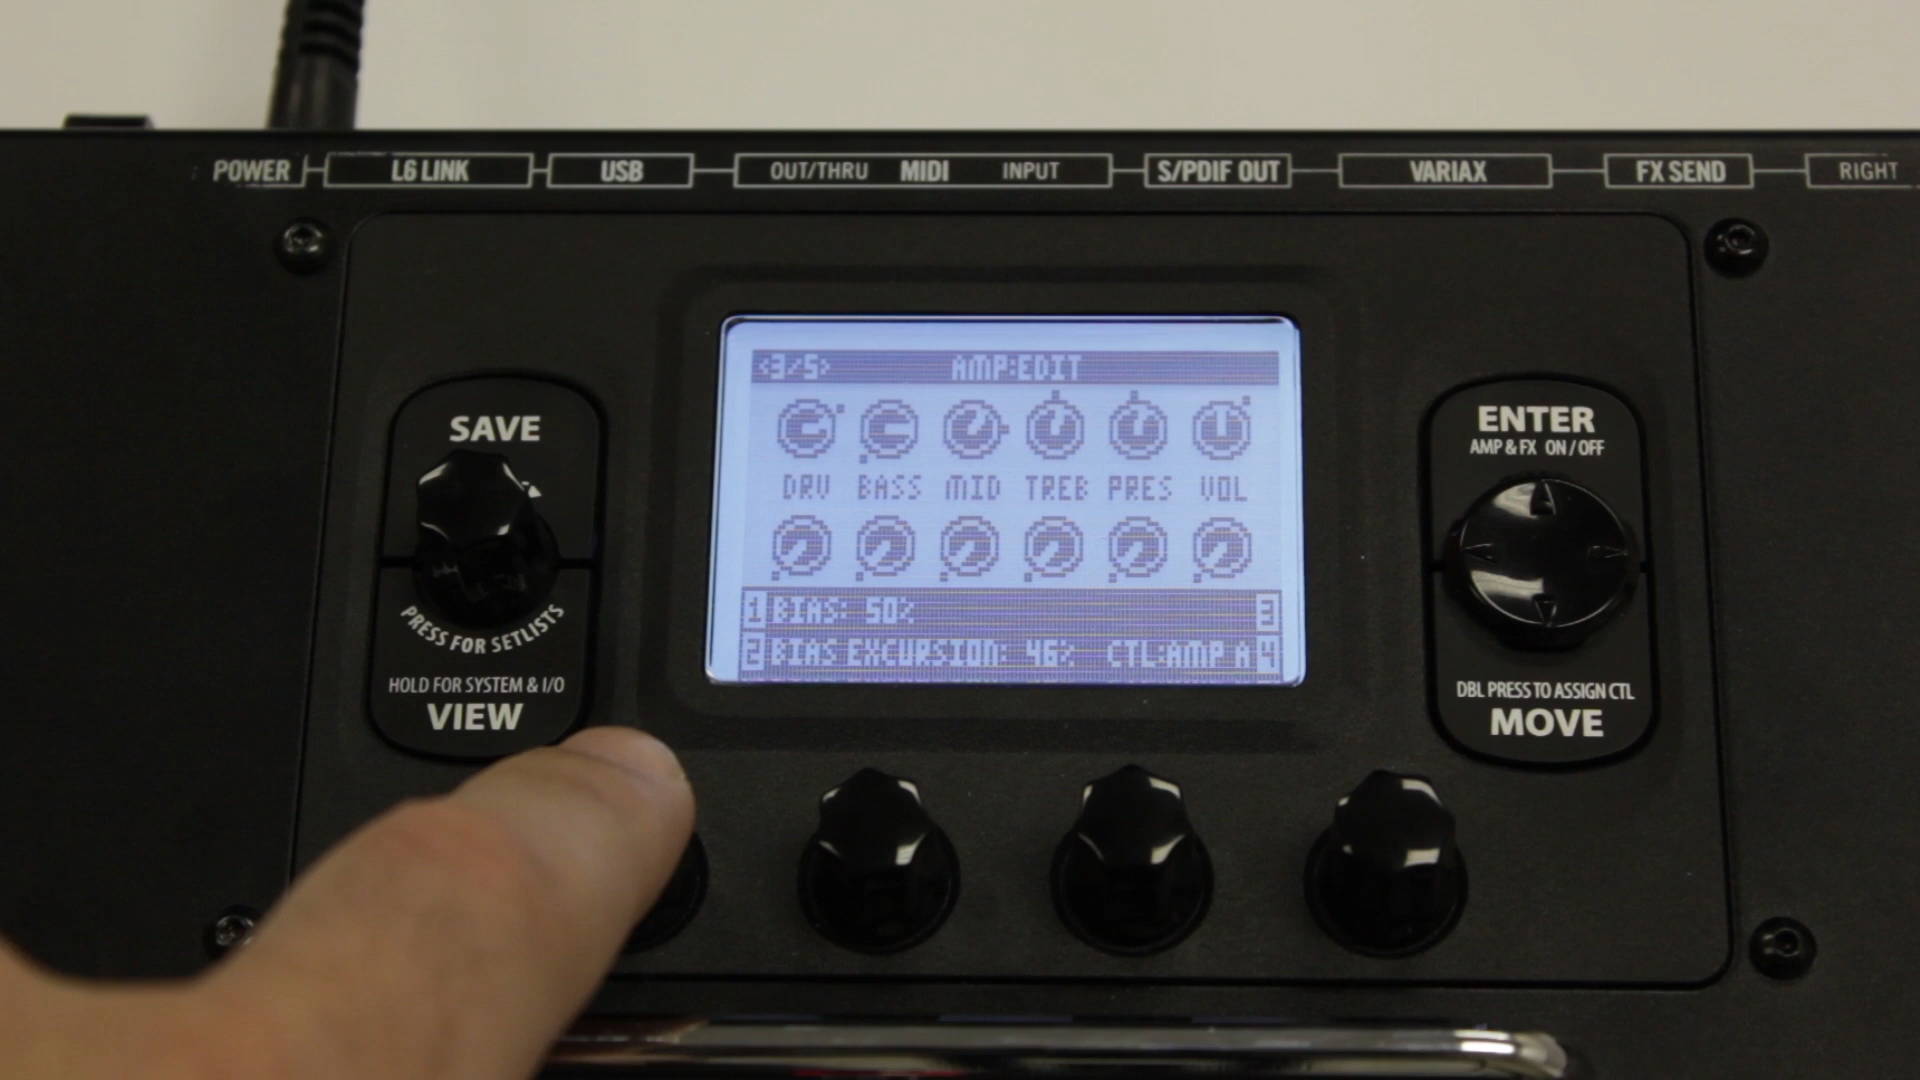 POWER L6 LINK USB OUT/THRU MIDI INPUT S/PDIF OUT VARIAX FX SEND RIGHT
SAVE
PRESS FOR SETLISTS
HOLD FOR SYSTEM & I/O
VIEW
<3/5> AMP:EDIT
DRV BASS MID TREB PRES VOL
1 BIAS: 50% 3
2 BIAS EXCURSION: 46% CTL:AMP A 4
ENTER
AMP & FX ON / OFF
DBL PRESS TO ASSIGN CTL
MOVE